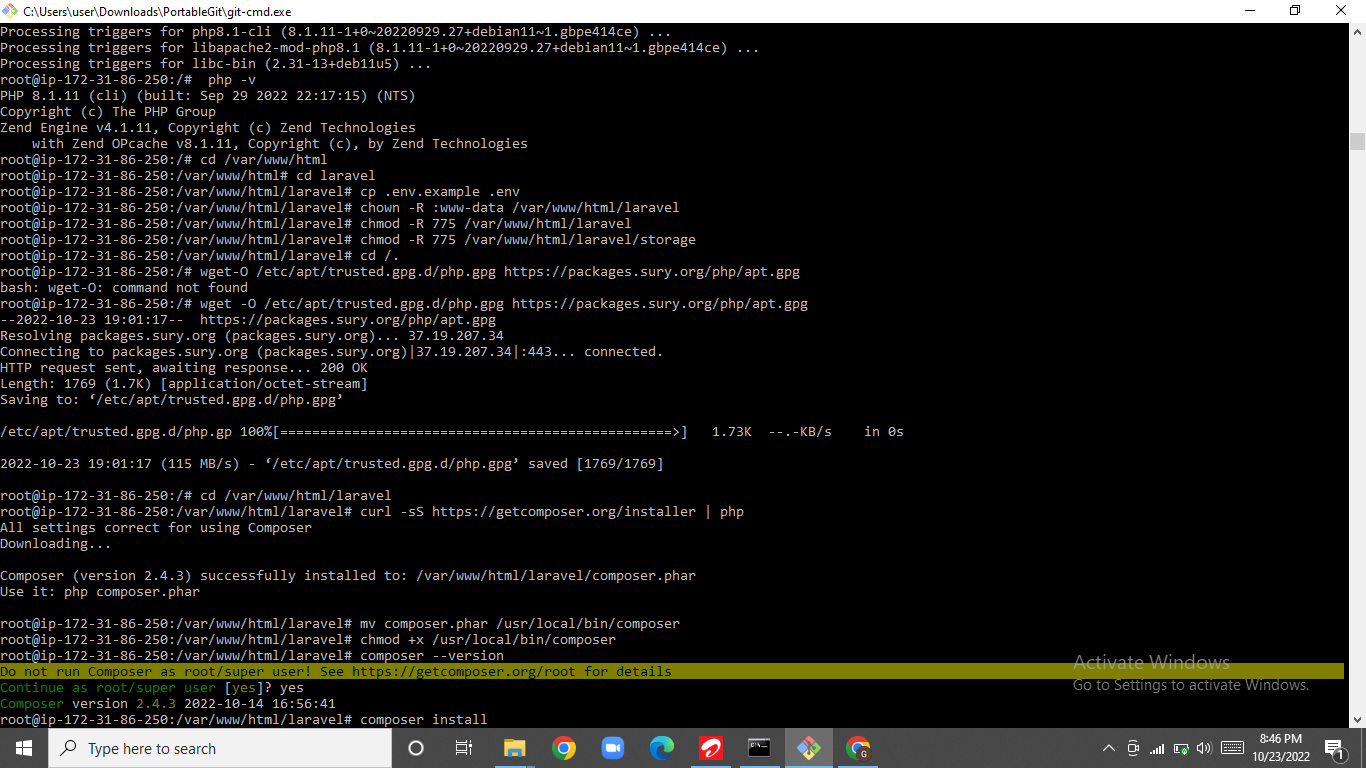 C:\Users\user\Downloads\PortableGit\git-cmd.exe
Processing triggers for php8.1-cli (8.1.11-1+0~20220929.27+debian11~1.gbpe414ce) ...
Processing triggers for libapache2-mod-php8.1 (8.1.11-1+0~20220929.27+debian11~1.gbpe414ce) ...
Processing triggers for libc-bin (2.31-13+deb11u5) ...
root@ip-172-31-86-250:/#  php -v
PHP 8.1.11 (cli) (built: Sep 29 2022 22:17:15) (NTS)
Copyright (c) The PHP Group
Zend Engine v4.1.11, Copyright (c) Zend Technologies
    with Zend OPcache v8.1.11, Copyright (c), by Zend Technologies
root@ip-172-31-86-250:/# cd /var/www/html
root@ip-172-31-86-250:/var/www/html# cd laravel
root@ip-172-31-86-250:/var/www/html/laravel# cp .env.example .env
root@ip-172-31-86-250:/var/www/html/laravel# chown -R :www-data /var/www/html/laravel
root@ip-172-31-86-250:/var/www/html/laravel# chmod -R 775 /var/www/html/laravel
root@ip-172-31-86-250:/var/www/html/laravel# chmod -R 775 /var/www/html/laravel/storage
root@ip-172-31-86-250:/var/www/html/laravel# cd /.
root@ip-172-31-86-250:/# wget-O /etc/apt/trusted.gpg.d/php.gpg https://packages.sury.org/php/apt.gpg
bash: wget-O: command not found
root@ip-172-31-86-250:/# wget -O /etc/apt/trusted.gpg.d/php.gpg https://packages.sury.org/php/apt.gpg
--2022-10-23 19:01:17--  https://packages.sury.org/php/apt.gpg
Resolving packages.sury.org (packages.sury.org)... 37.19.207.34
Connecting to packages.sury.org (packages.sury.org)|37.19.207.34|:443... connected.
HTTP request sent, awaiting response... 200 OK
Length: 1769 (1.7K) [application/octet-stream]
Saving to: ‘/etc/apt/trusted.gpg.d/php.gpg’
/etc/apt/trusted.gpg.d/php.gp 100%[=================================================>]   1.73K  --.-KB/s    in 0s
2022-10-23 19:01:17 (115 MB/s) - ‘/etc/apt/trusted.gpg.d/php.gpg’ saved [1769/1769]
root@ip-172-31-86-250:/# cd /var/www/html/laravel
root@ip-172-31-86-250:/var/www/html/laravel# curl -sS https://getcomposer.org/installer | php
All settings correct for using Composer
Downloading...
Composer (version 2.4.3) successfully installed to: /var/www/html/laravel/composer.phar
Use it: php composer.phar
root@ip-172-31-86-250:/var/www/html/laravel# mv composer.phar /usr/local/bin/composer
root@ip-172-31-86-250:/var/www/html/laravel# chmod +x /usr/local/bin/composer
root@ip-172-31-86-250:/var/www/html/laravel# composer --version
Do not run Composer as root/super user! See https://getcomposer.org/root for details
Continue as root/super user [yes]? yes
Composer version 2.4.3 2022-10-14 16:56:41
root@ip-172-31-86-250:/var/www/html/laravel# composer install
Activate Windows
Go to Settings to activate Windows.
Type here to search
8:46 PM
10/23/2022
1